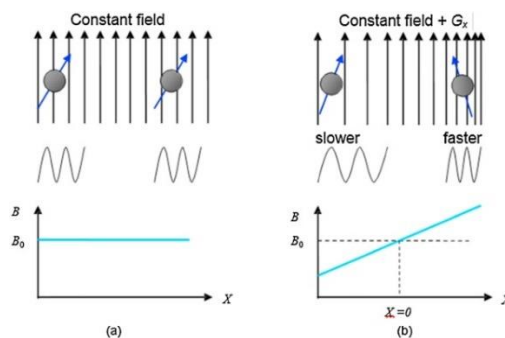 Constant field
Constant field + Gₓ
slower
faster
B
B₀
X
(a)
B
B₀
X
X=0
(b)